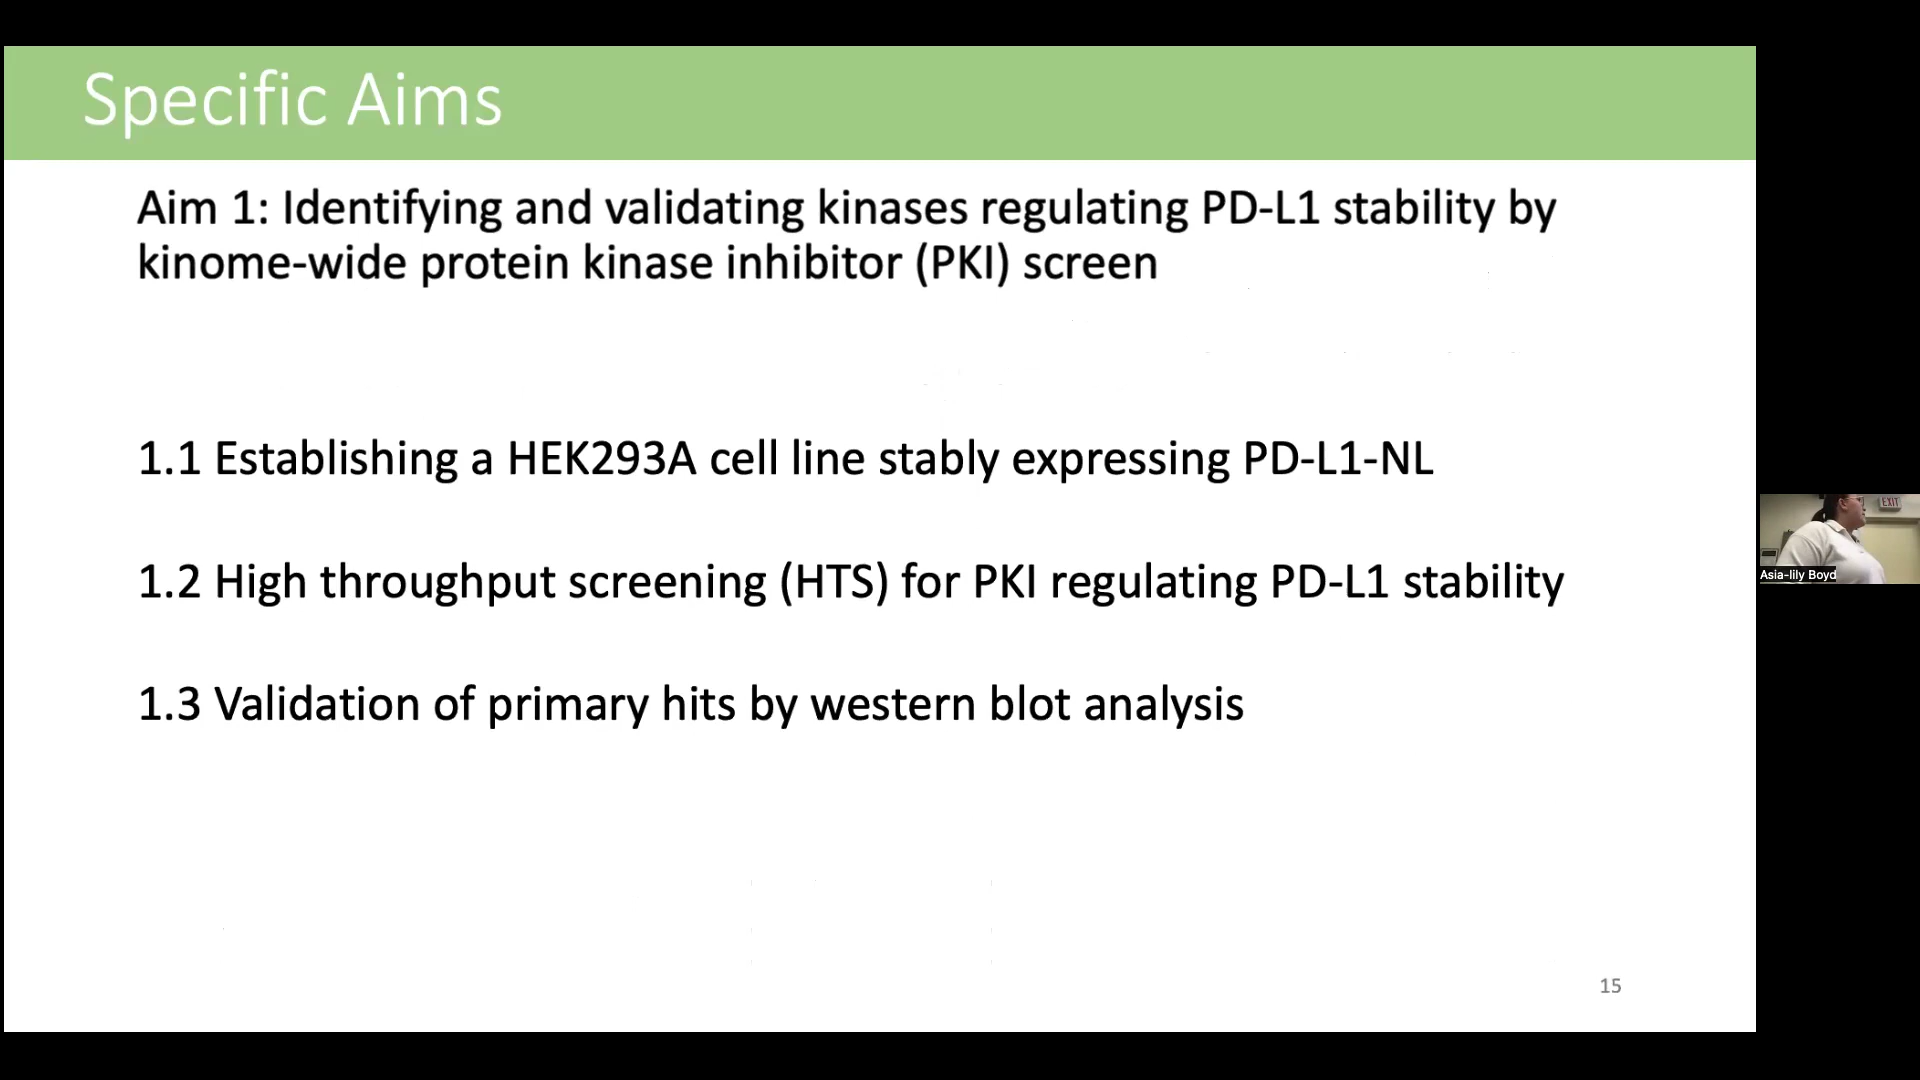 Specific Aims
Aim 1: Identifying and validating kinases regulating PD-L1 stability by
kinome-wide protein kinase inhibitor (PKI) screen
1.1 Establishing a HEK293A cell line stably expressing PD-L1-NL
1.2 High throughput screening (HTS) for PKI regulating PD-L1 stability
1.3 Validation of primary hits by western blot analysis
15
EXIT
Asia-lily Boyd